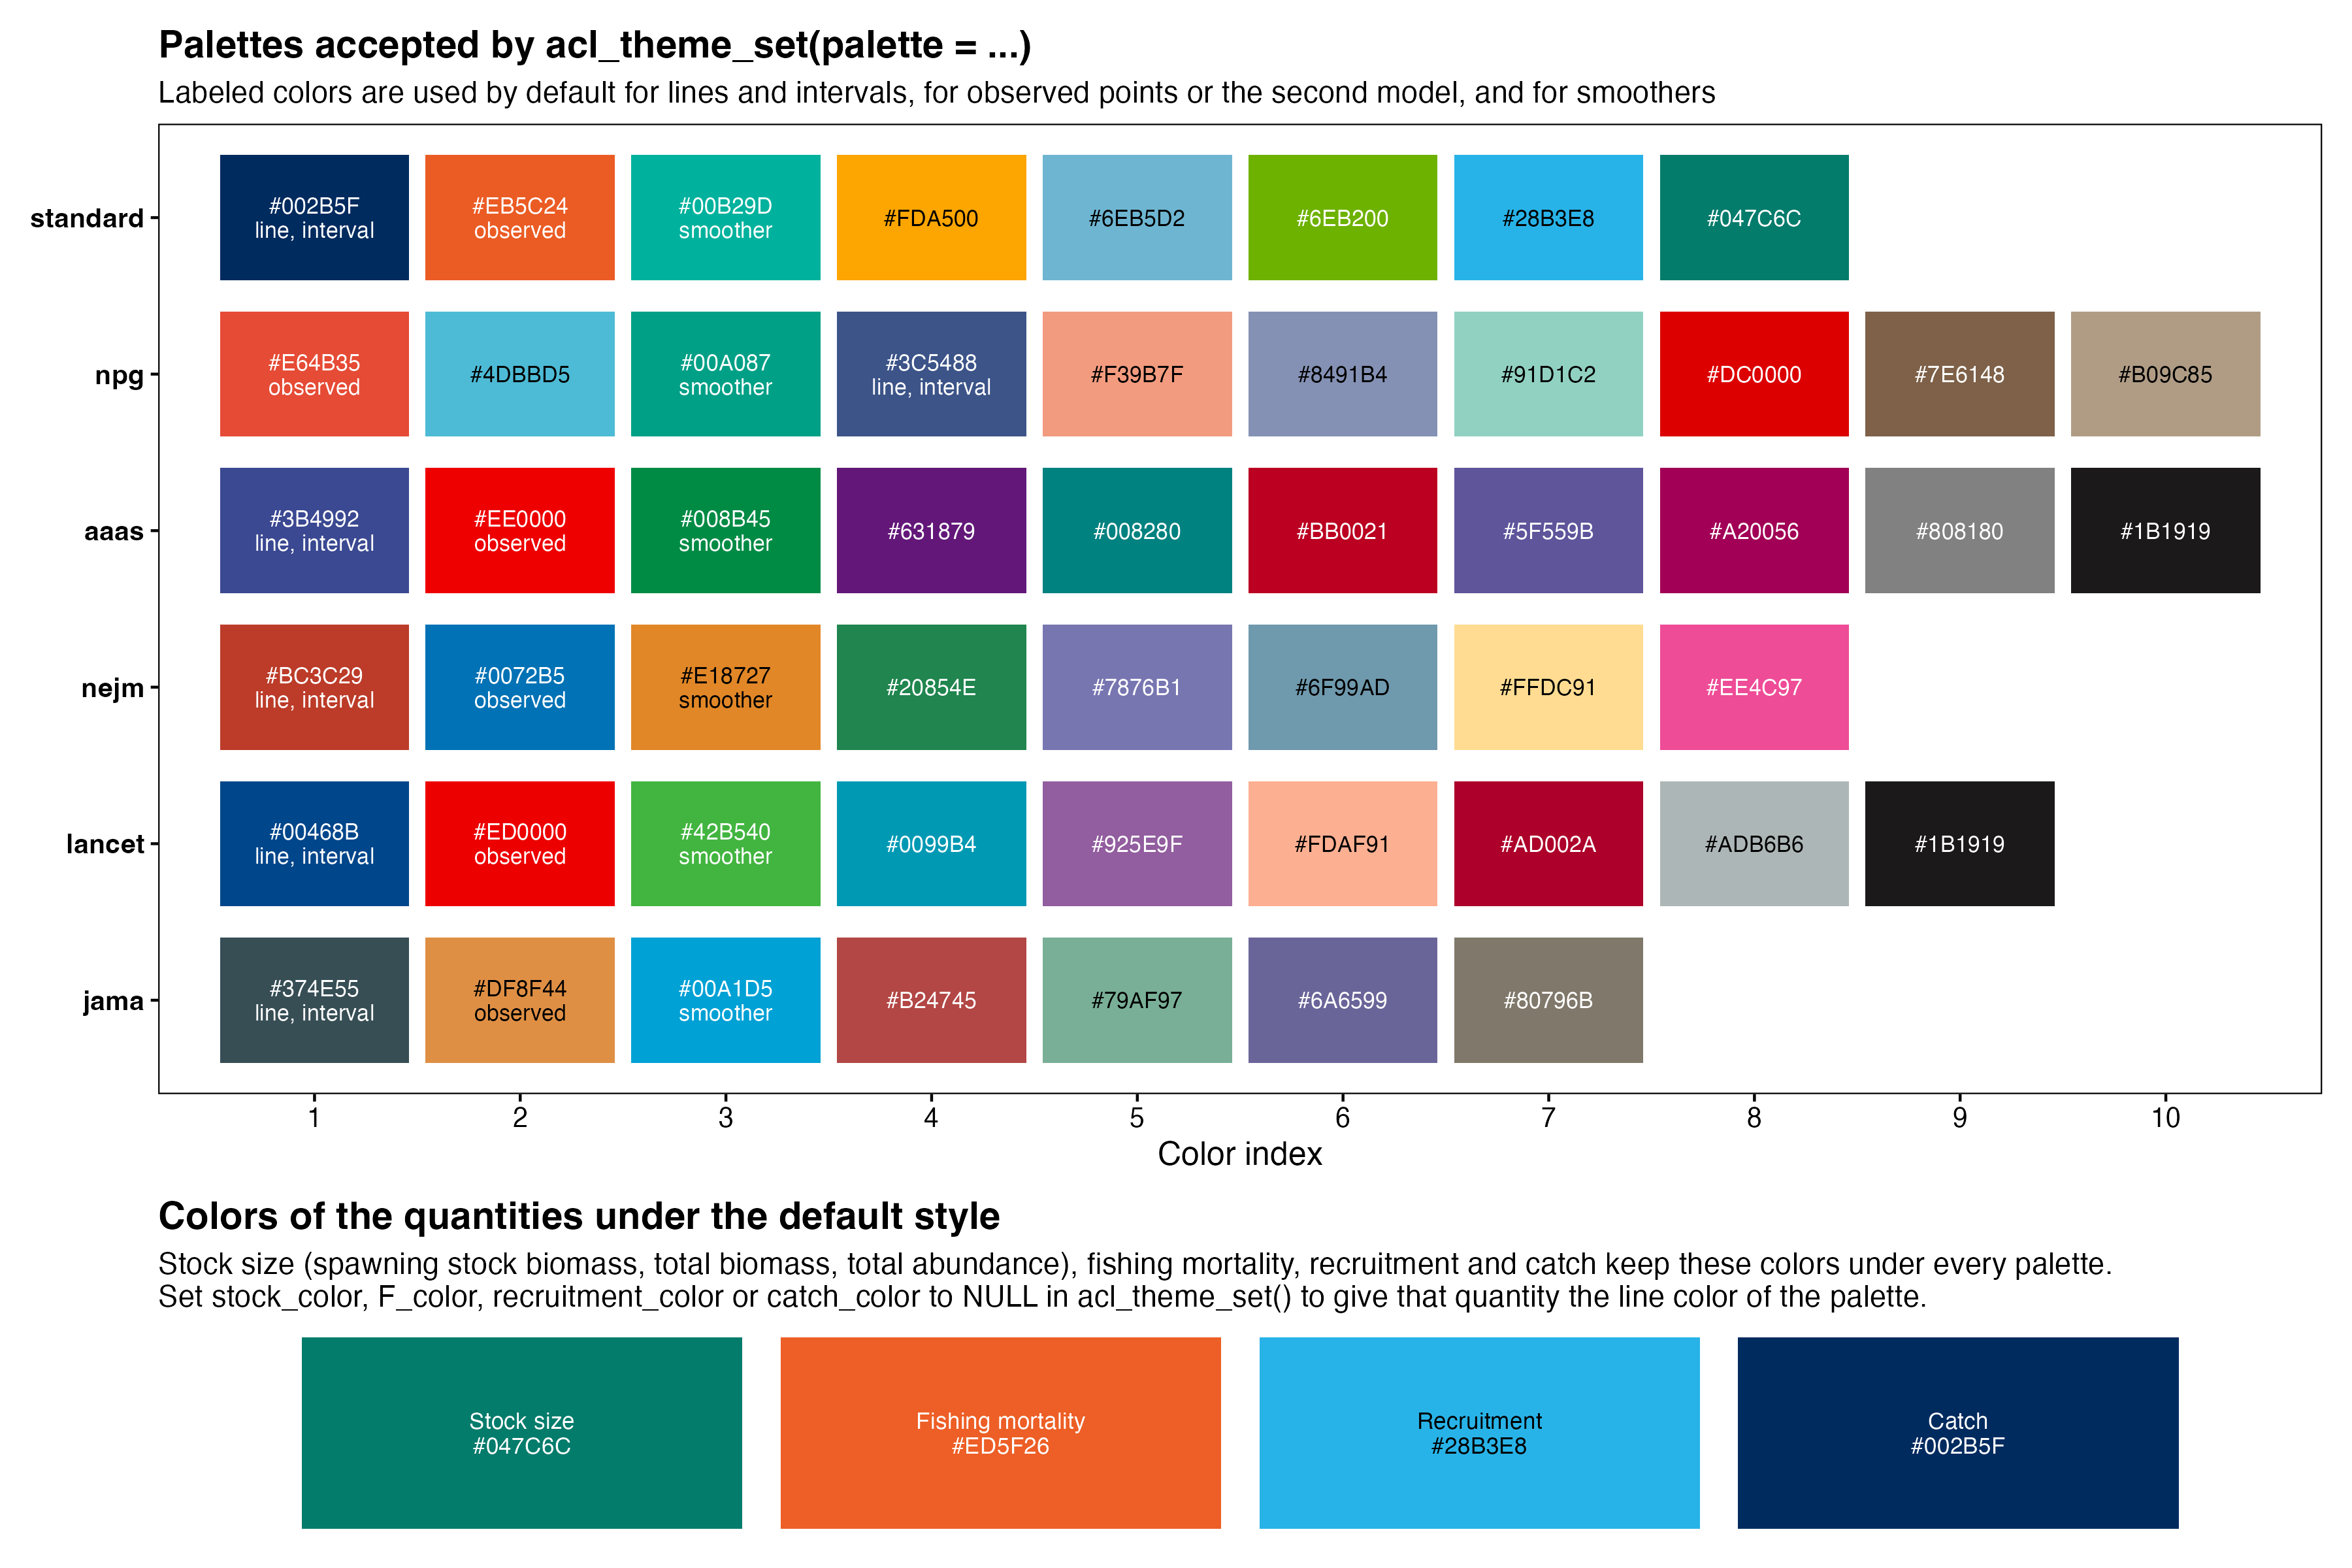 Palettes accepted by acl_theme_set(palette = ...)
Labeled colors are used by default for lines and intervals, for observed points or the second model, and for smoothers
standard
#002B5F
line, interval
#EB5C24
observed
#00B29D
smoother
#FDA500
#6EB5D2
#6EB200
#28B3E8
#047C6C
npg
#E64B35
observed
#4DBBD5
#00A087
smoother
#3C5488
line, interval
#F39B7F
#8491B4
#91D1C2
#DC0000
#7E6148
#B09C85
aaas
#3B4992
line, interval
#EE0000
observed
#008B45
smoother
#631879
#008280
#BB0021
#5F559B
#A20056
#808180
#1B1919
nejm
#BC3C29
line, interval
#0072B5
observed
#E18727
smoother
#20854E
#7876B1
#6F99AD
#FFDC91
#EE4C97
lancet
#00468B
line, interval
#ED0000
observed
#42B540
smoother
#0099B4
#925E9F
#FDAF91
#AD002A
#ADB6B6
#1B1919
jama
#374E55
line, interval
#DF8F44
observed
#00A1D5
smoother
#B24745
#79AF97
#6A6599
#80796B
1 2 3 4 5 6 7 8 9 10
Color index
Colors of the quantities under the default style
Stock size (spawning stock biomass, total biomass, total abundance), fishing mortality, recruitment and catch keep these colors under every palette.
Set stock_color, F_color, recruitment_color or catch_color to NULL in acl_theme_set() to give that quantity the line color of the palette.
Stock size
#047C6C
Fishing mortality
#ED5F26
Recruitment
#28B3E8
Catch
#002B5F